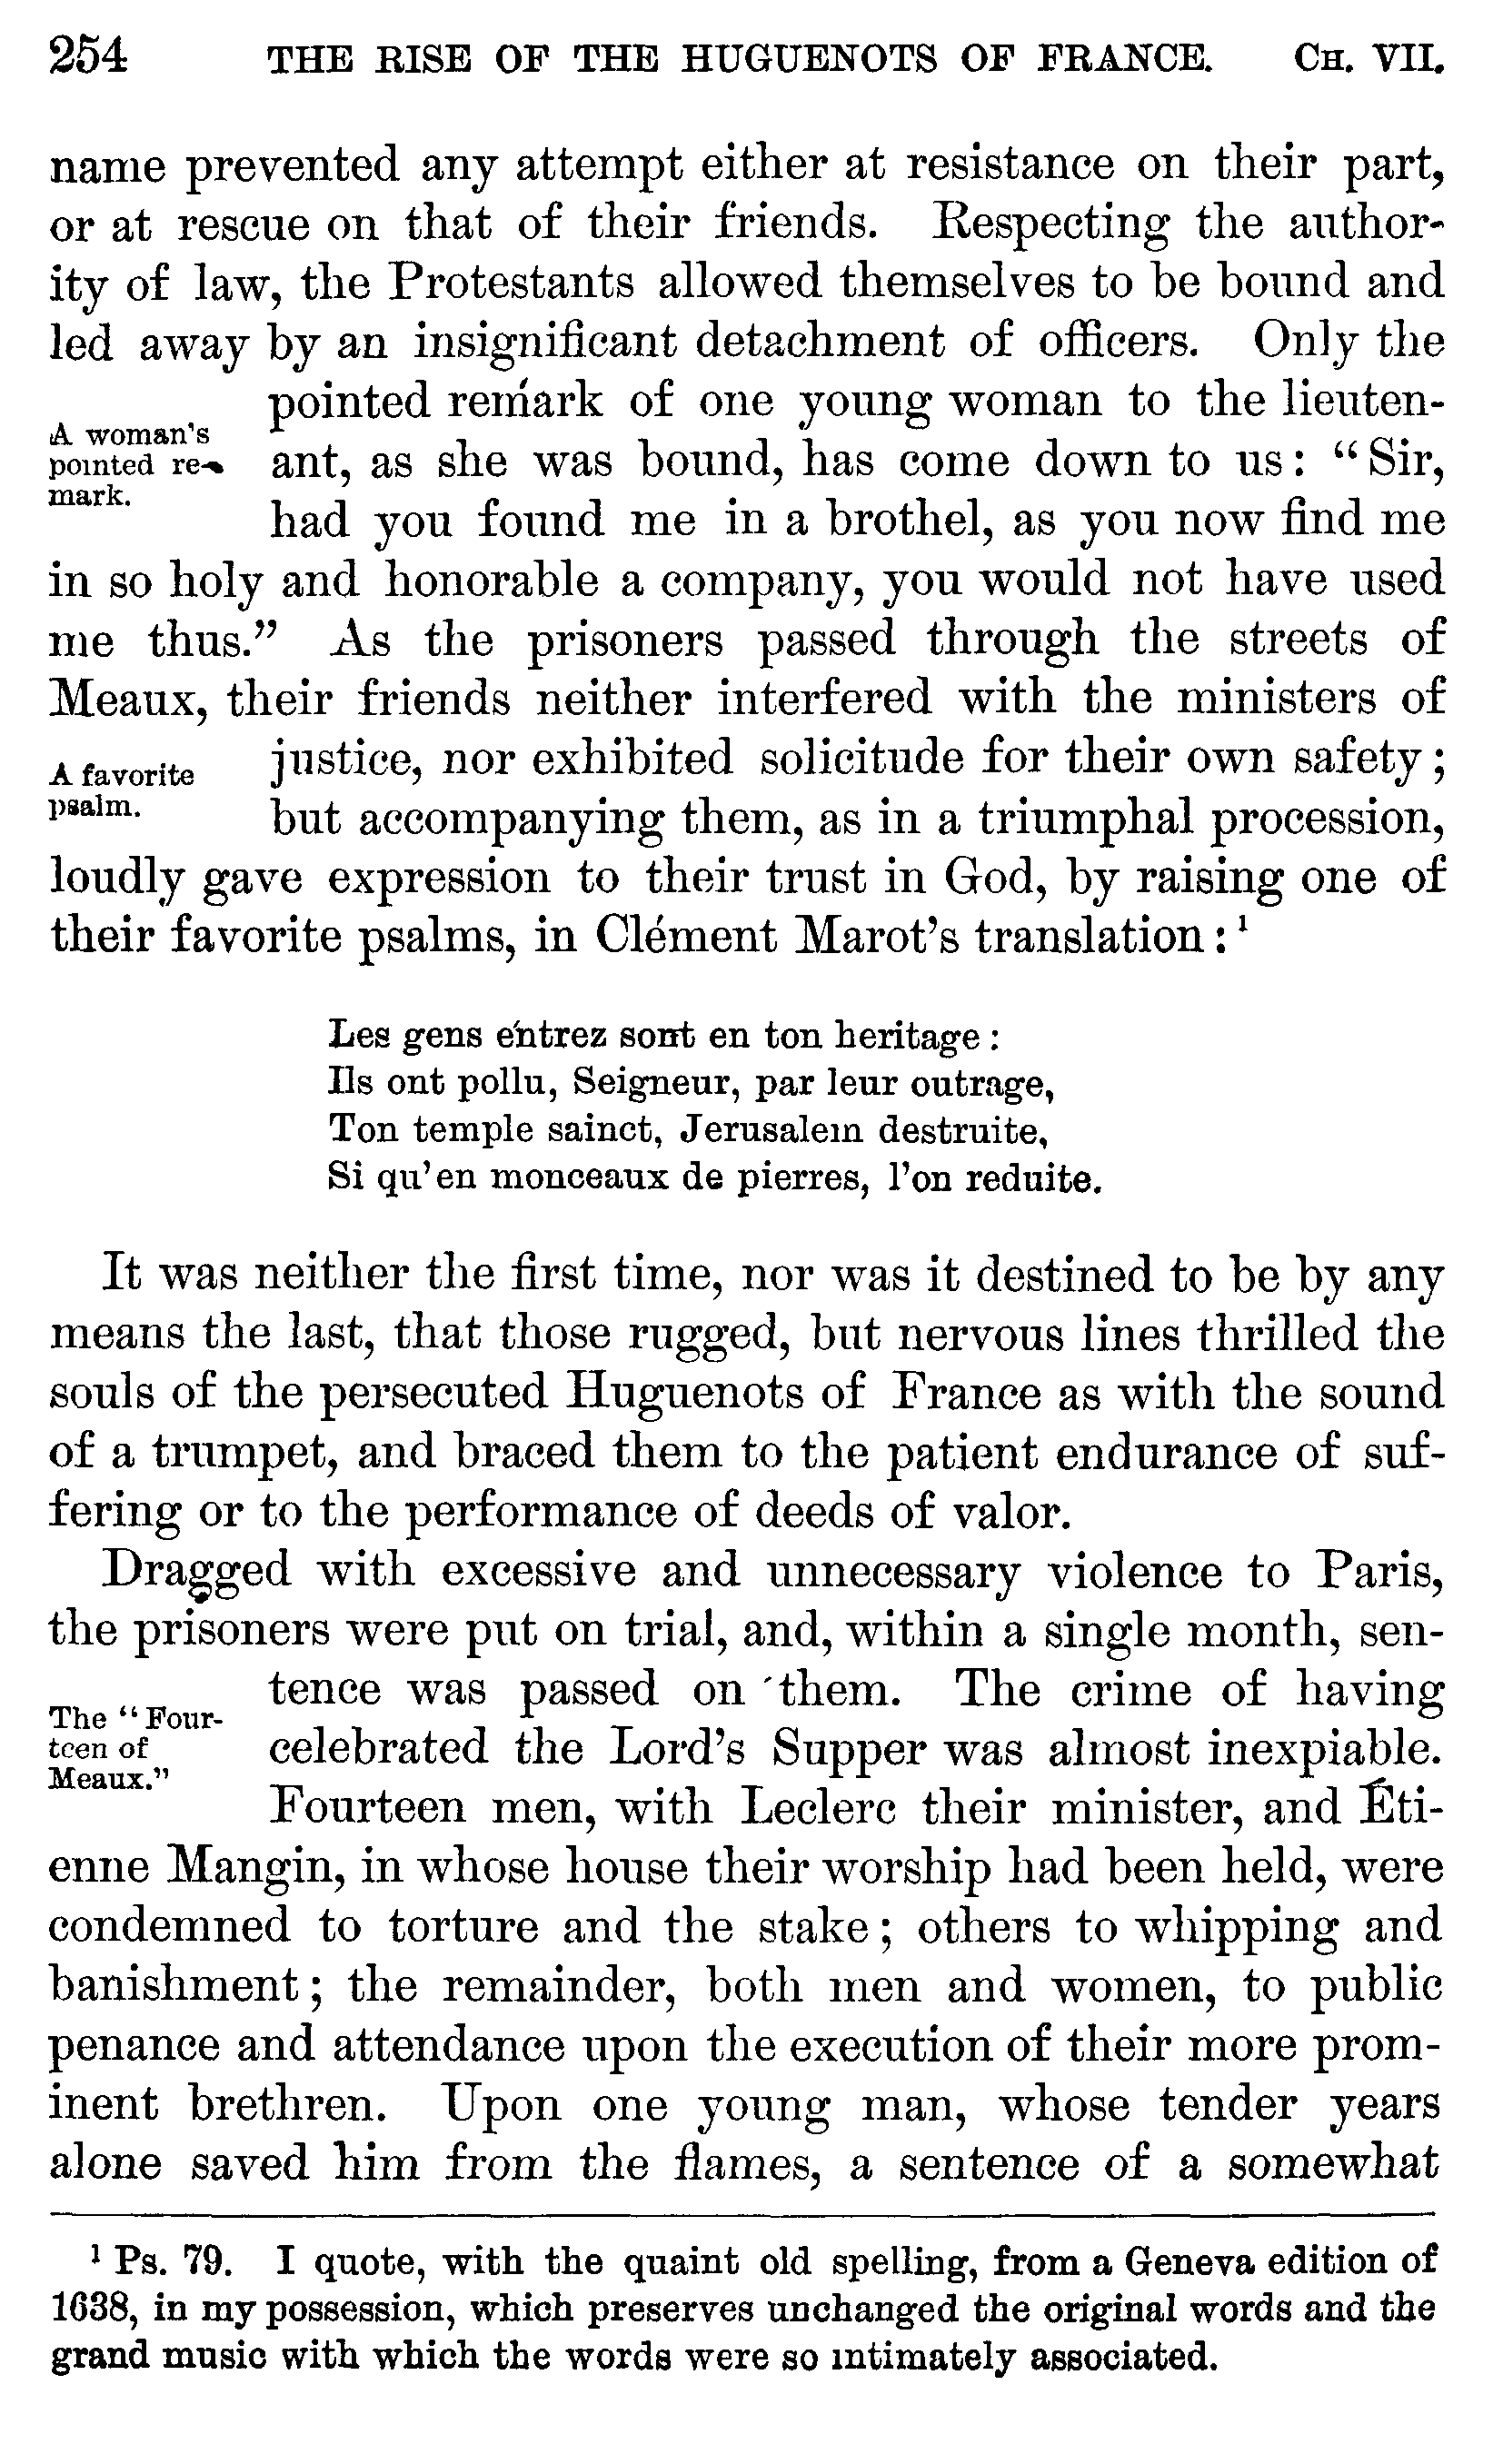 254 THE RISE OF THE HUGUENOTS OF FRANCE. CH. VII.
name prevented any attempt either at resistance on their part,
or at rescue on that of their friends. Respecting the author-
ity of law, the Protestants allowed themselves to be bound and
led away by an insignificant detachment of officers. Only the
pointed remark of one young woman to the lieuten-
A woman's
pointed re-
mark.
ant, as she was bound, has come down to us: “Sir,
had you found me in a brothel, as you now find me
in so holy and honorable a company, you would not have used
me thus.” As the prisoners passed through the streets of
Meaux, their friends neither interfered with the ministers of
A favorite
psalm.
justice, nor exhibited solicitude for their own safety;
but accompanying them, as in a triumphal procession,
loudly gave expression to their trust in God, by raising one of
their favorite psalms, in Clément Marot’s translation:¹
Les gens entrez sont en ton heritage:
Ils ont pollu, Seigneur, par leur outrage,
Ton temple sainct, Jerusalem destruite,
Si qu’en monceaux de pierres, l’on reduite.
It was neither the first time, nor was it destined to be by any
means the last, that those rugged, but nervous lines thrilled the
souls of the persecuted Huguenots of France as with the sound
of a trumpet, and braced them to the patient endurance of suf-
fering or to the performance of deeds of valor.
Dragged with excessive and unnecessary violence to Paris,
the prisoners were put on trial, and, within a single month, sen-
tence was passed on them. The crime of having
The “Four-
teen of
Meaux.”
celebrated the Lord’s Supper was almost inexpiable.
Fourteen men, with Leclerc their minister, and Éti-
enne Mangin, in whose house their worship had been held, were
condemned to torture and the stake; others to whipping and
banishment; the remainder, both men and women, to public
penance and attendance upon the execution of their more prom-
inent brethren. Upon one young man, whose tender years
alone saved him from the flames, a sentence of a somewhat
¹ Ps. 79. I quote, with the quaint old spelling, from a Geneva edition of
1638, in my possession, which preserves unchanged the original words and the
grand music with which the words were so intimately associated.